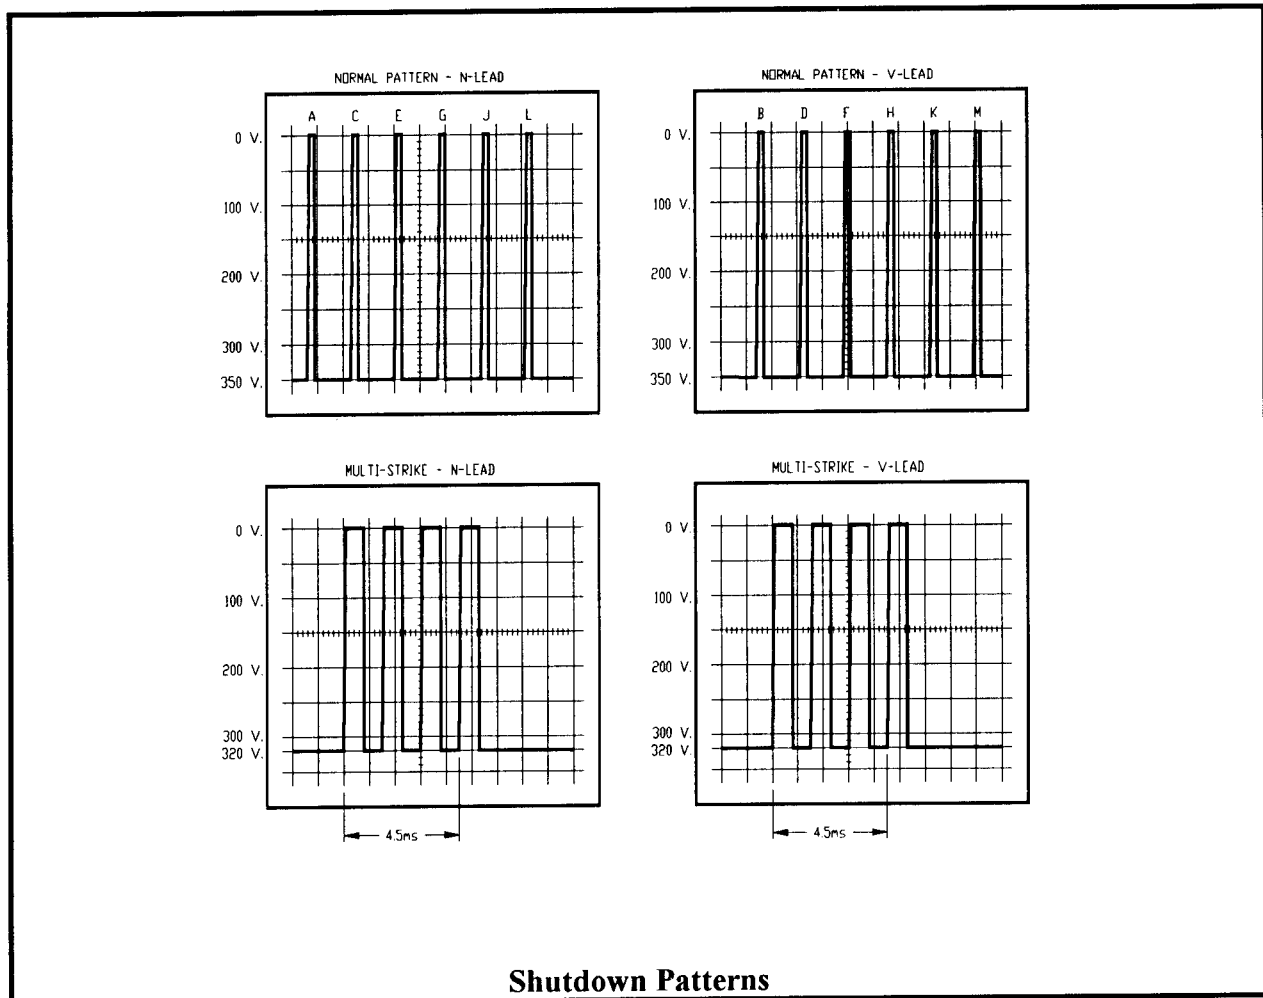 NORMAL PATTERN - N-LEAD
A C E G J L
0 V.
100 V.
200 V.
300 V.
350 V.
NORMAL PATTERN - V-LEAD
B D F H K M
0 V.
100 V.
200 V.
300 V.
350 V.
MULTI-STRIKE - N-LEAD
0 V.
100 V.
200 V.
300 V.
320 V.
4.5ms
MULTI-STRIKE - V-LEAD
0 V.
100 V.
200 V.
300 V.
320 V.
4.5ms
Shutdown Patterns